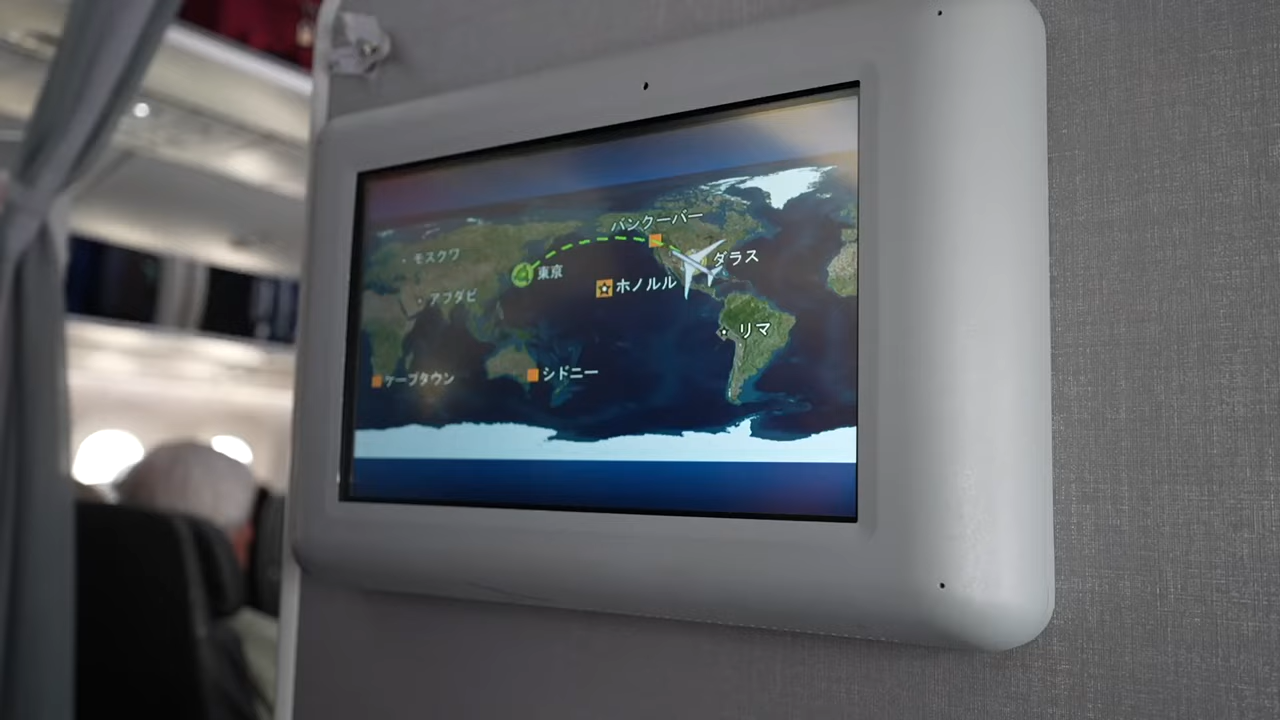 バンクーバー
モスクワ
ダラス
東京
ホノルル
アブダビ
リマ
シドニー
ケープタウン